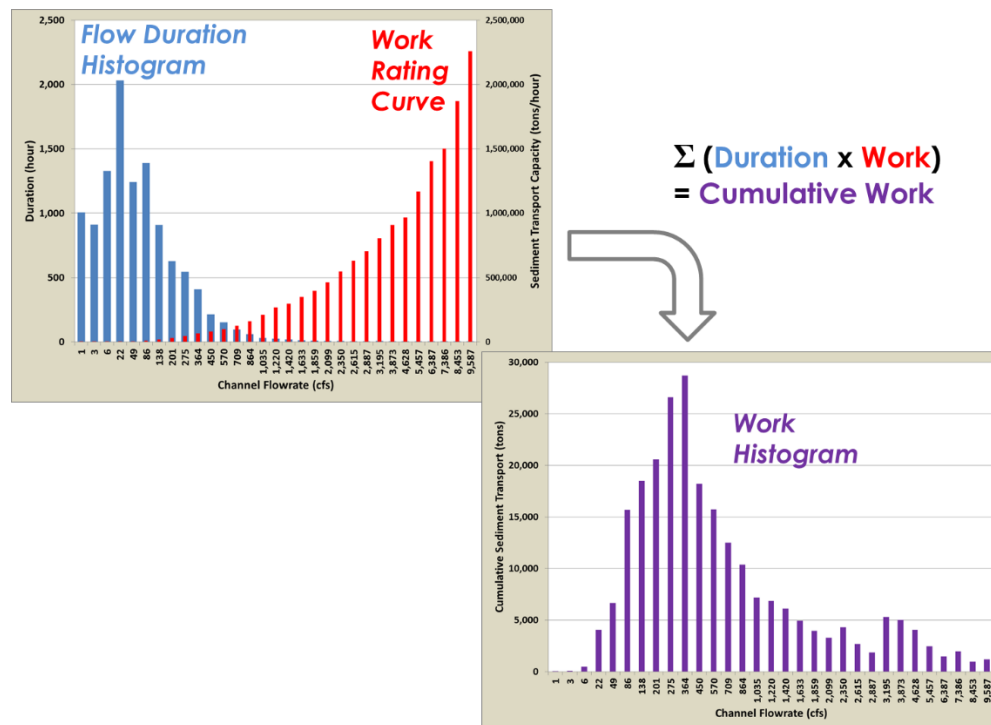 Flow Duration
Histogram
Work
Rating
Curve
2,500
2,000
1,500
1,000
500
0
Duration (hour)
2,500,000
2,000,000
1,500,000
1,000,000
500,000
0
Sediment Transport Capacity (tons/hour)
1 3 6 22 49 86 138 201 275 364 450 570 709 864 1,035 1,220 1,420 1,633 1,859 2,099 2,350 2,615 2,887 3,195 3,873 4,628 5,457 6,387 7,386 8,453 9,587
Channel Flowrate (cfs)
Σ (Duration x Work)
= Cumulative Work
Work
Histogram
30,000
25,000
20,000
15,000
10,000
5,000
0
Cumulative Sediment Transport (tons)
1 3 6 22 49 86 138 201 275 364 450 570 709 864 1,035 1,220 1,420 1,633 1,859 2,099 2,350 2,615 2,887 3,195 3,873 4,628 5,457 6,387 7,386 8,453 9,587
Channel Flowrate (cfs)